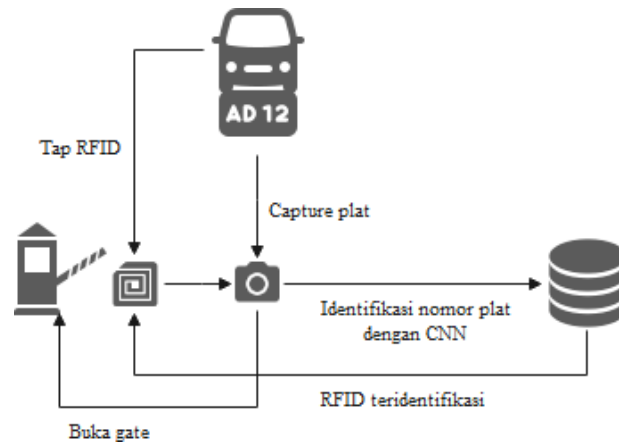 AD 12
Tap RFID
Capture plat
Identifikasi nomor plat
dengan CNN
RFID teridentifikasi
Buka gate